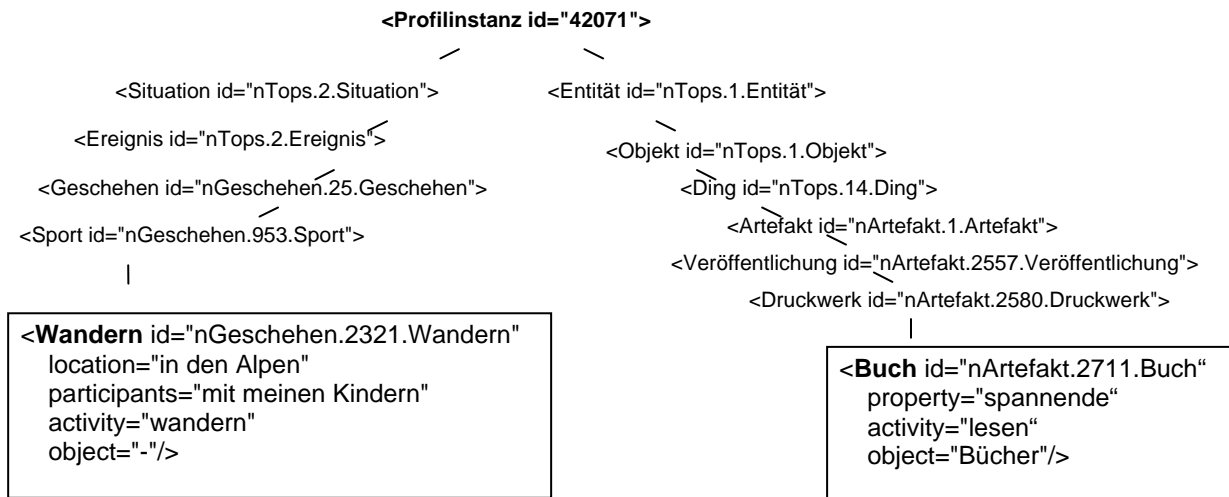 <Profilinstanz id="42071">
<Situation id="nTops.2.Situation">
<Entität id="nTops.1.Entität">
<Ereignis id="nTops.2.Ereignis">
<Objekt id="nTops.1.Objekt">
<Geschehen id="nGeschehen.25.Geschehen">
<Ding id="nTops.14.Ding">
<Sport id="nGeschehen.953.Sport">
<Artefakt id="nArtefakt.1.Artefakt">
<Veröffentlichung id="nArtefakt.2557.Veröffentlichung">
<Druckwerk id="nArtefakt.2580.Druckwerk">
<Wandern id="nGeschehen.2321.Wandern"
location="in den Alpen"
participants="mit meinen Kindern"
activity="wandern"
object="-"/>
<Buch id="nArtefakt.2711.Buch“
property="spannende“
activity="lesen“
object="Bücher"/>